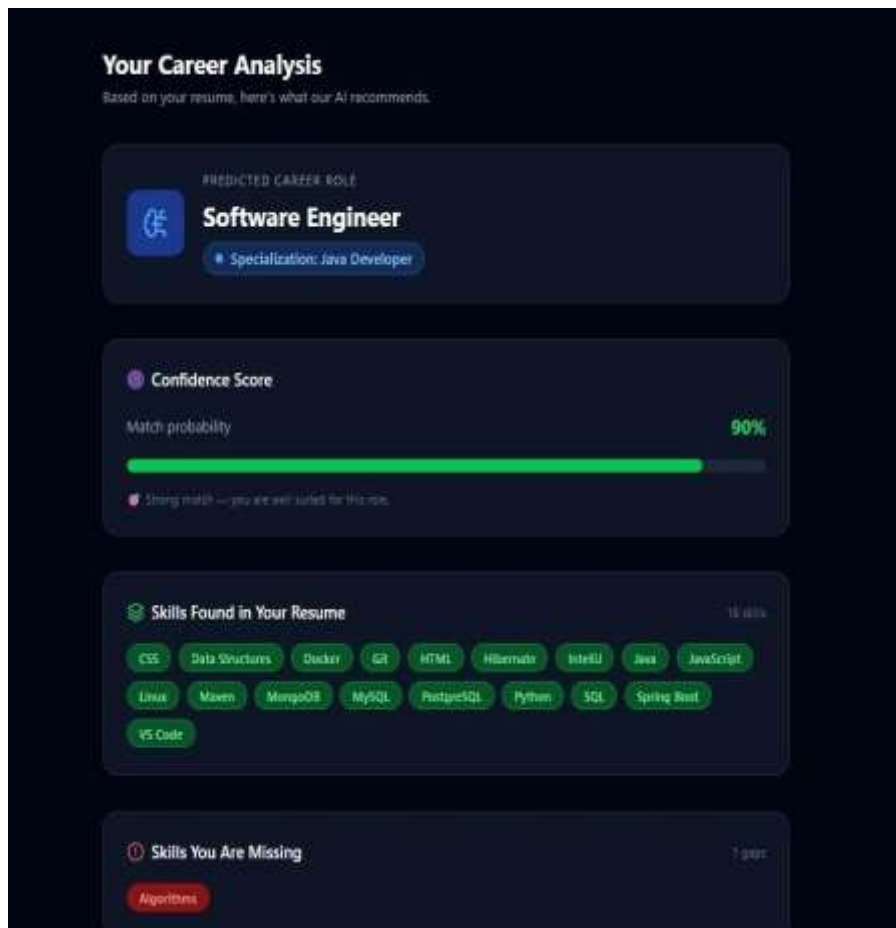 Your Career Analysis
Based on your resume, here's what our AI recommends.
PREDICTED CAREER ROLE
Software Engineer
Specialization: Java Developer
Confidence Score
Match probability 90%
Strong match — you are well suited for this role.
Skills Found in Your Resume 18 skills
CSS Data Structures Docker Git HTML Hibernate IntelliJ Java JavaScript
Linux Maven MongoDB MySQL PostgreSQL Python SQL Spring Boot
VS Code
Skills You Are Missing 1 gaps
Algorithms